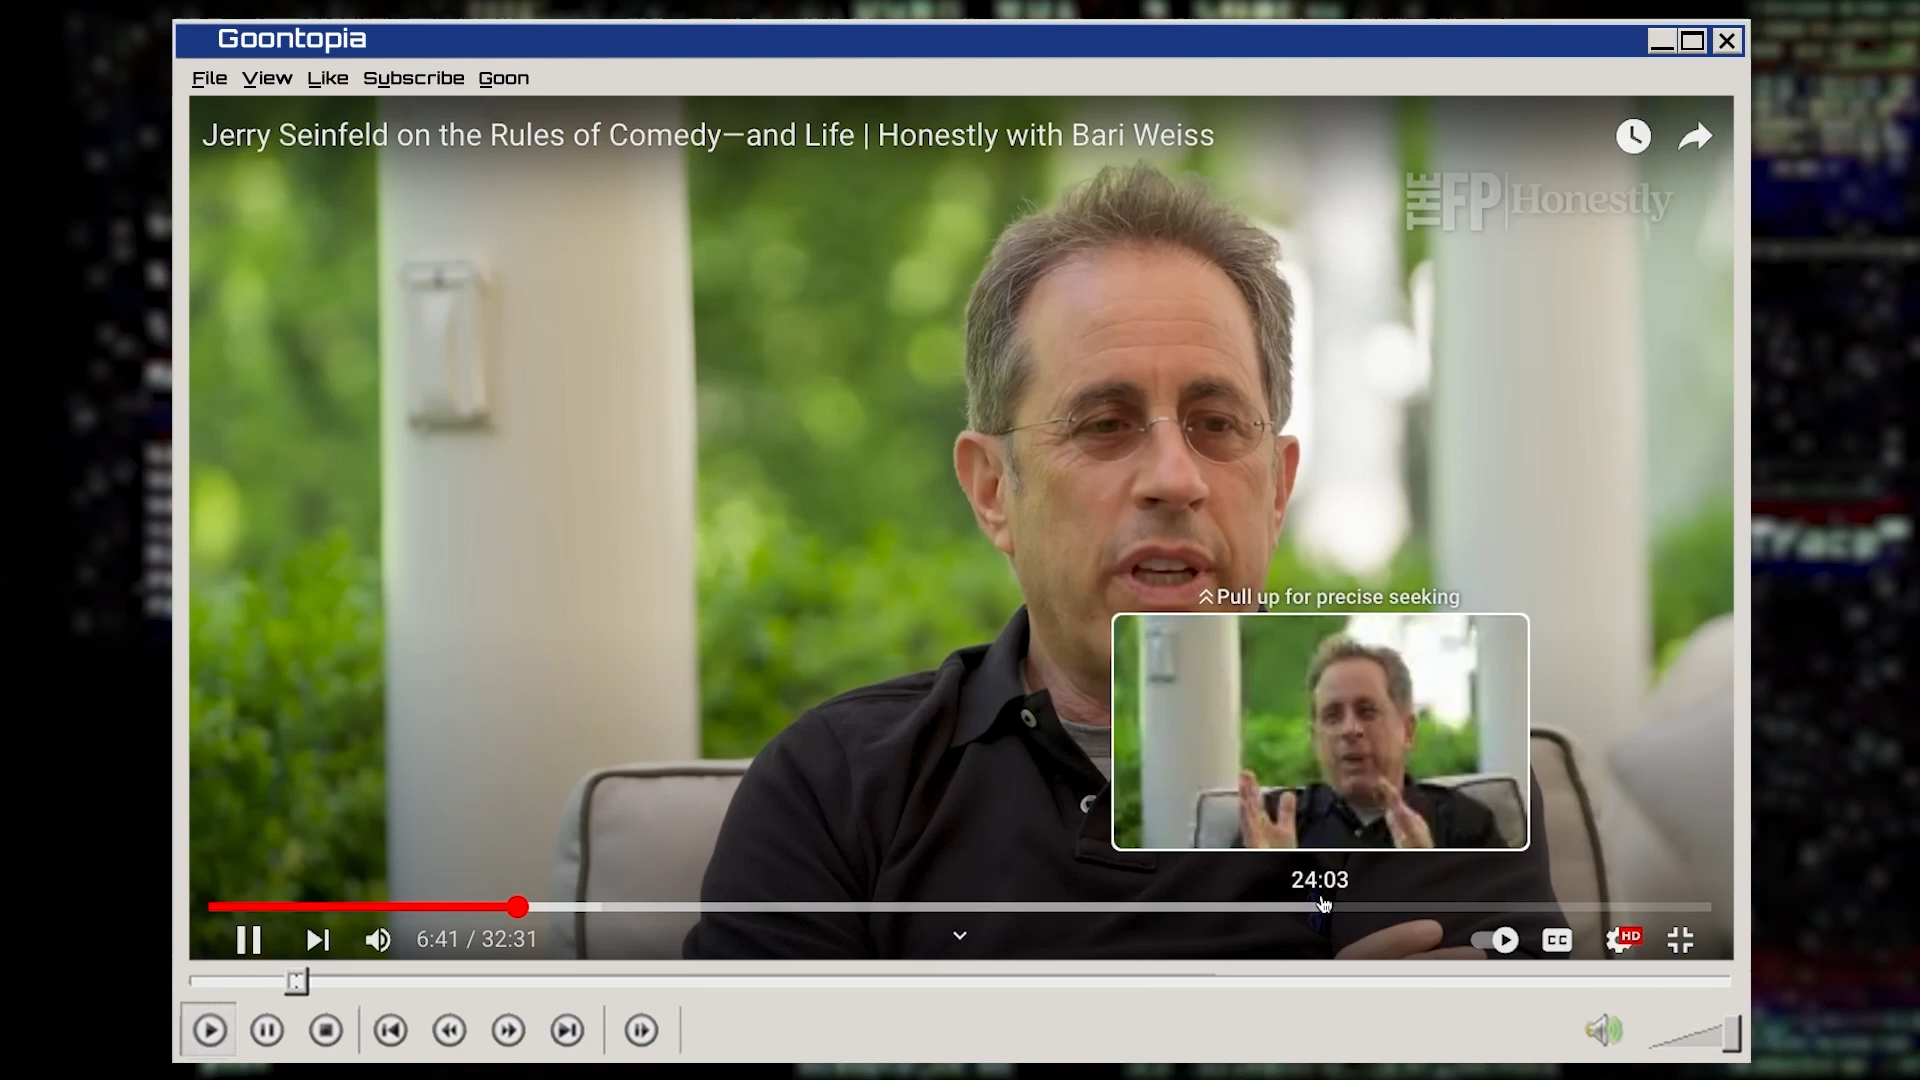 Goontopia
File View Like Subscribe Goon
Jerry Seinfeld on the Rules of Comedy—and Life | Honestly with Bari Weiss
THE FP | Honestly
Pull up for precise seeking
24:03
6:41 / 32:31
CC
HD